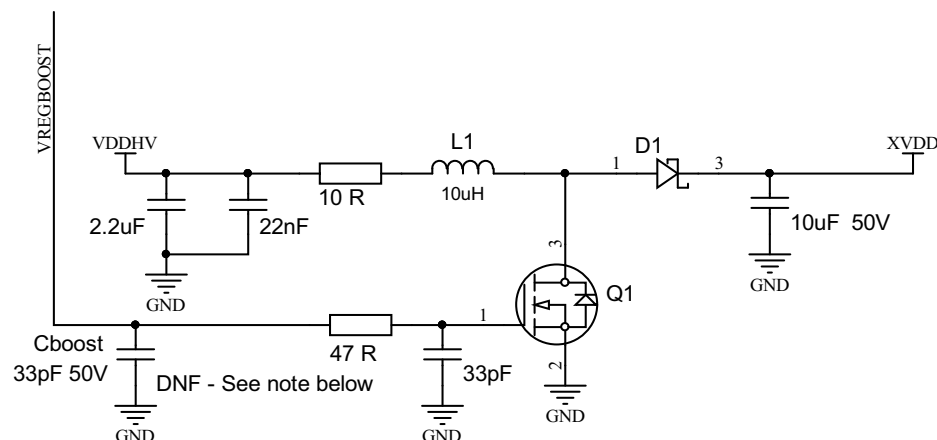 VREGBOOST
VDDHV
L1
D1
XVDD
1
3
10 R
10uH
2.2uF
22nF
10uF 50V
3
GND
GND
Q1
1
Cboost
47 R
33pF 50V
DNF - See note below
33pF
2
GND
GND
GND